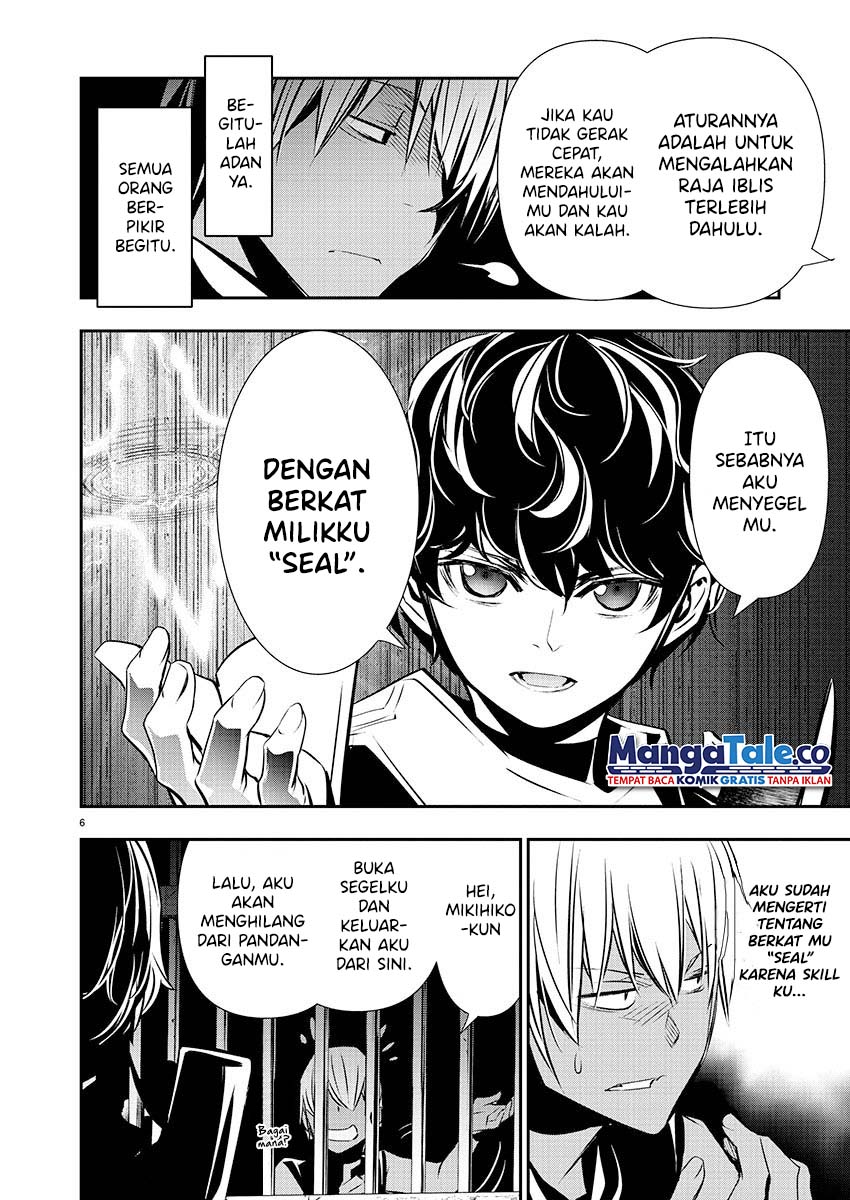 ATURANNYA
ADALAH UNTUK
MENGALAHKAN
RAJA IBLIS
TERLEBIH
DAHULU.
JIKA KAU
TIDAK GERAK
CEPAT,
MEREKA AKAN
MENDAHULUI-
MU DAN KAU
AKAN KALAH.
BE-
GITU-
LAH
ADAN
YA.
SEMUA
ORANG
BER-
PIKIR
BEGITU.
ITU
SEBABNYA
AKU
MENYEGEL
MU.
DENGAN
BERKAT
MILIKKU
“SEAL”.
MangaTale.co
TEMPAT BACA KOMIK GRATIS TANPA IKLAN
6
AKU SUDAH
MENGERTI
TENTANG
BERKAT MU
“SEAL”
KARENA SKILL
KU...
HEI,
MIKIHIKO
-KUN
BUKA
SEGELKU
DAN
KELUAR-
KAN AKU
DARI SINI.
LALU, AKU
AKAN
MENGHILANG
DARI PANDAN-
GANMU.
Bagai
mana?